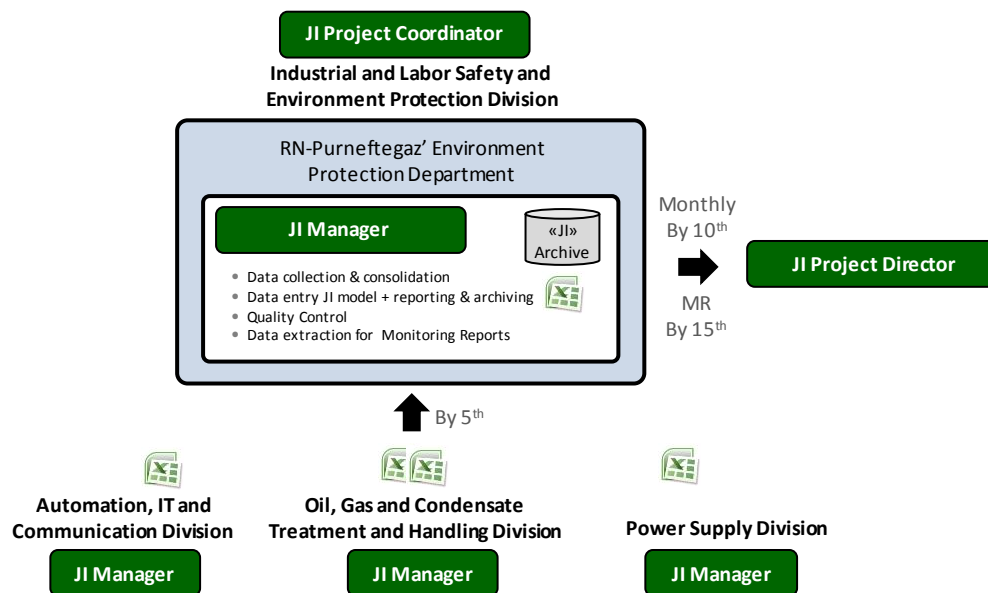 JI Project Coordinator
Industrial and Labor Safety and
Environment Protection Division
RN-Purneftegaz’ Environment
Protection Department
JI Manager
«JI»
Archive
• Data collection & consolidation
• Data entry JI model + reporting & archiving
• Quality Control
• Data extraction for Monitoring Reports
Monthly
By 10th
MR
By 15th
JI Project Director
By 5th
Automation, IT and
Communication Division
JI Manager
Oil, Gas and Condensate
Treatment and Handling Division
JI Manager
Power Supply Division
JI Manager